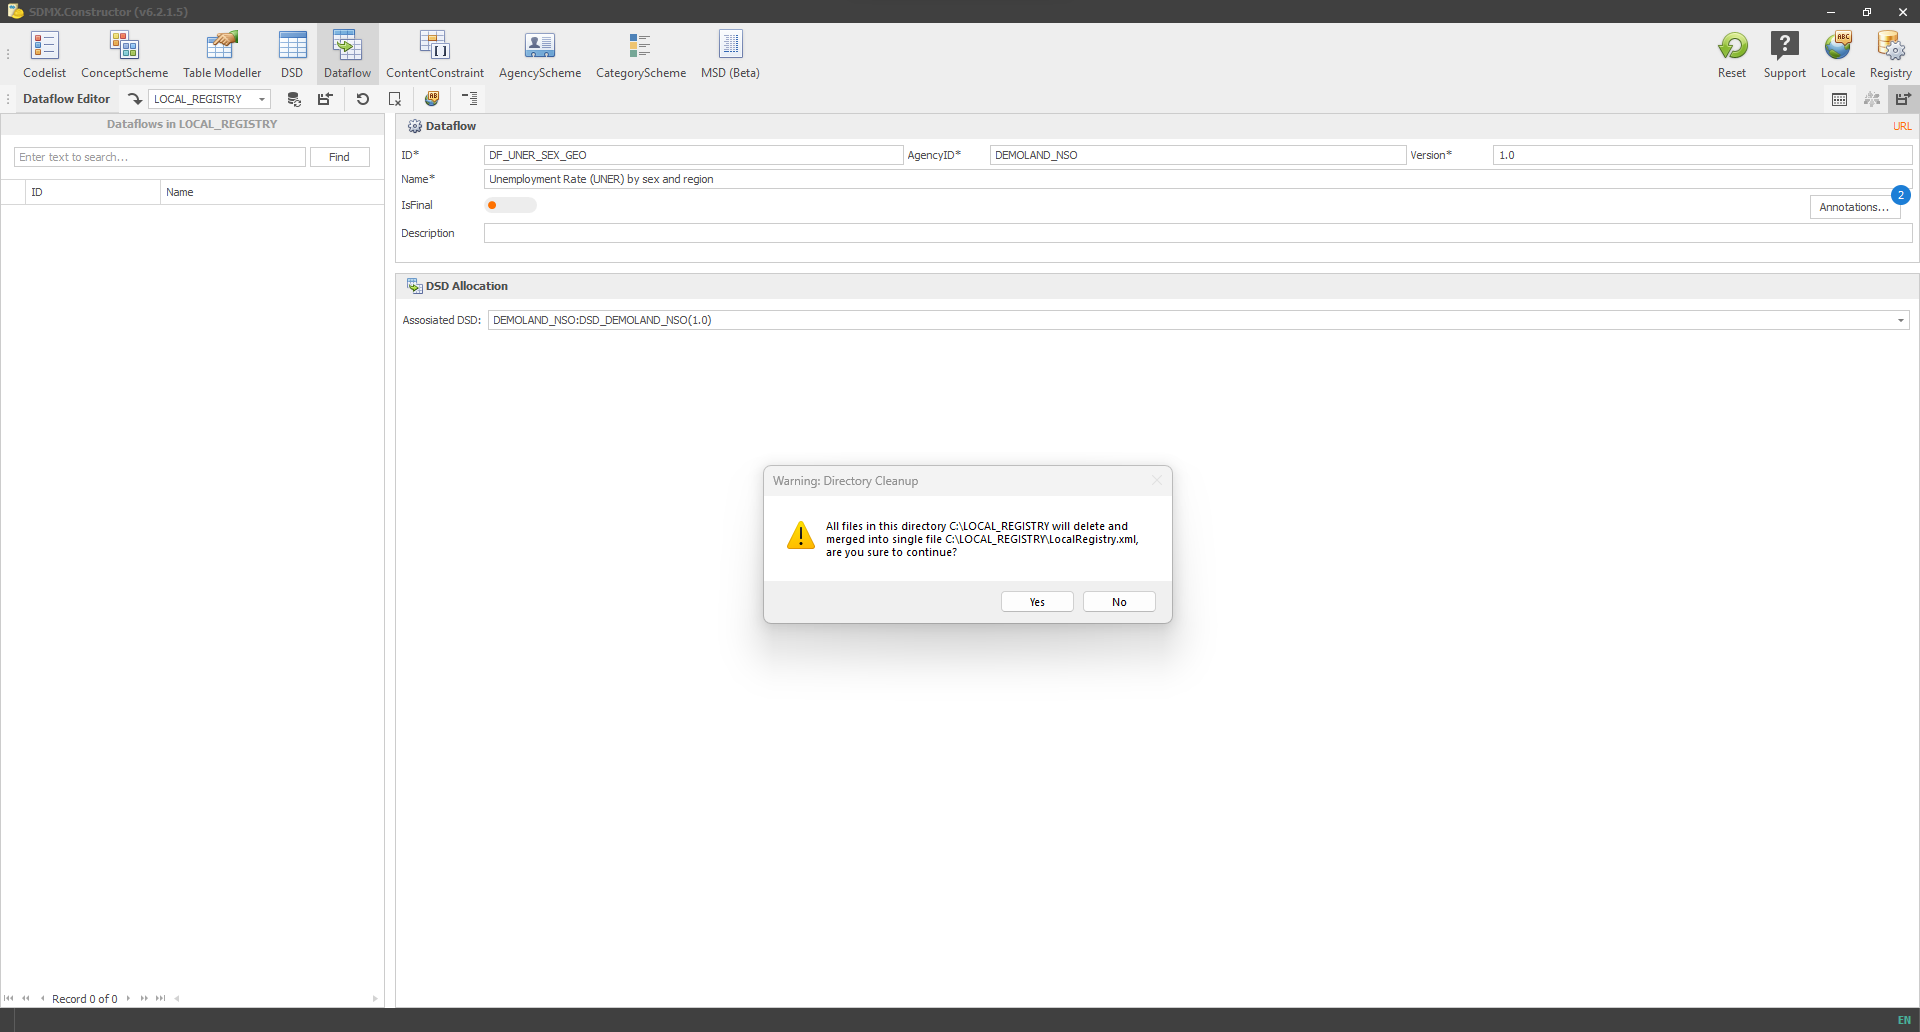 SDMX.Constructor (v6.2.1.5)
Codelist
ConceptScheme
Table Modeller
DSD
Dataflow
ContentConstraint
AgencyScheme
CategoryScheme
MSD (Beta)
Reset
Support
Locale
Registry
Dataflow Editor
LOCAL_REGISTRY
Dataflows in LOCAL_REGISTRY
Enter text to search...
Find
ID
Name
Record 0 of 0
Dataflow
URL
ID*
DF_UNER_SEX_GEO
AgencyID*
DEMOLAND_NSO
Version*
1.0
Name*
Unemployment Rate (UNER) by sex and region
IsFinal
2
Annotations...
Description
DSD Allocation
Assosiated DSD:
DEMOLAND_NSO:DSD_DEMOLAND_NSO(1.0)
Warning: Directory Cleanup
All files in this directory C:\LOCAL_REGISTRY will delete and
merged into single file C:\LOCAL_REGISTRY\LocalRegistry.xml,
are you sure to continue?
Yes
No
EN